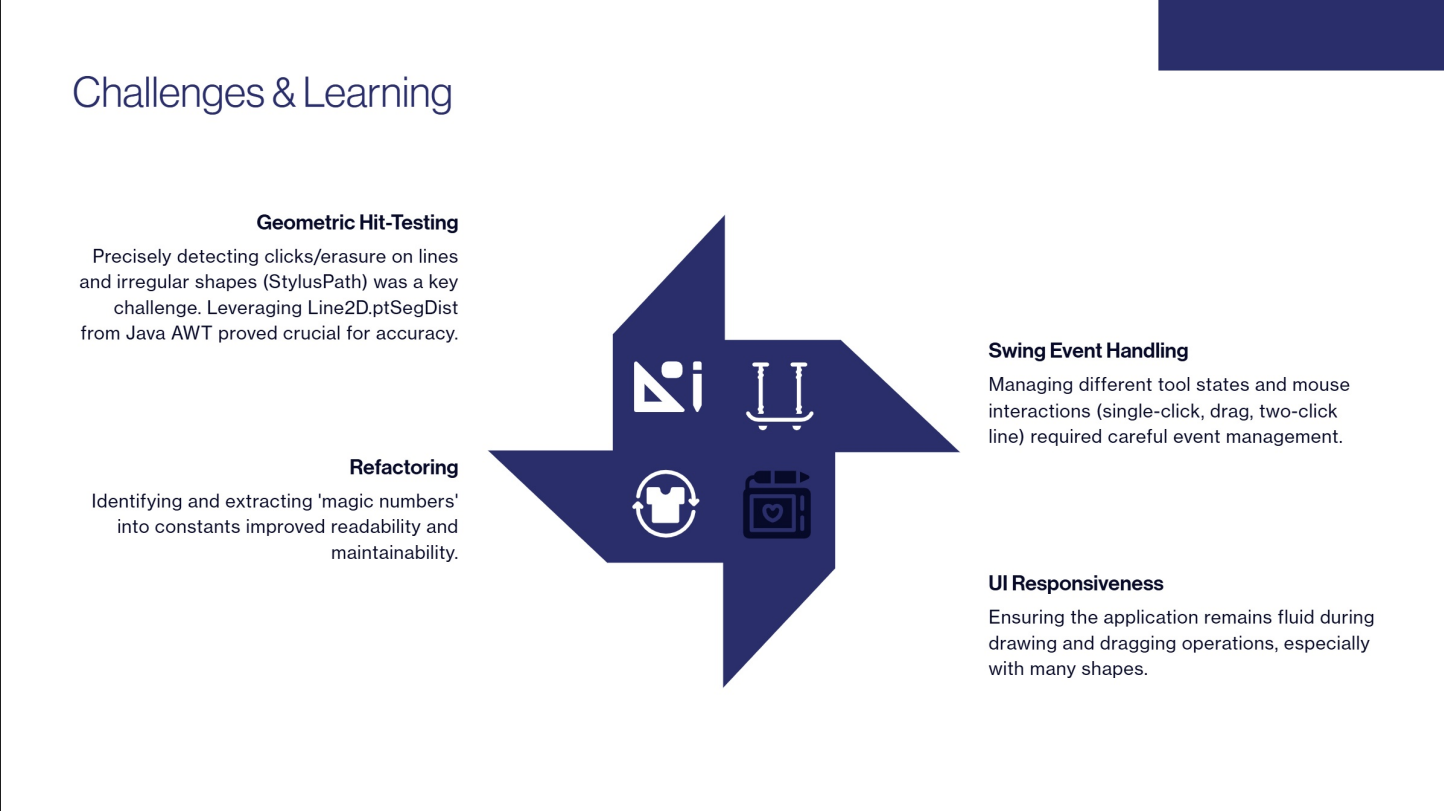 Challenges & Learning
Geometric Hit-Testing
Precisely detecting clicks/erasure on lines
and irregular shapes (StylusPath) was a key
challenge. Leveraging Line2D.ptSegDist
from Java AWT proved crucial for accuracy.
Swing Event Handling
Managing different tool states and mouse
interactions (single-click, drag, two-click
line) required careful event management.
Refactoring
Identifying and extracting 'magic numbers'
into constants improved readability and
maintainability.
UI Responsiveness
Ensuring the application remains fluid during
drawing and dragging operations, especially
with many shapes.